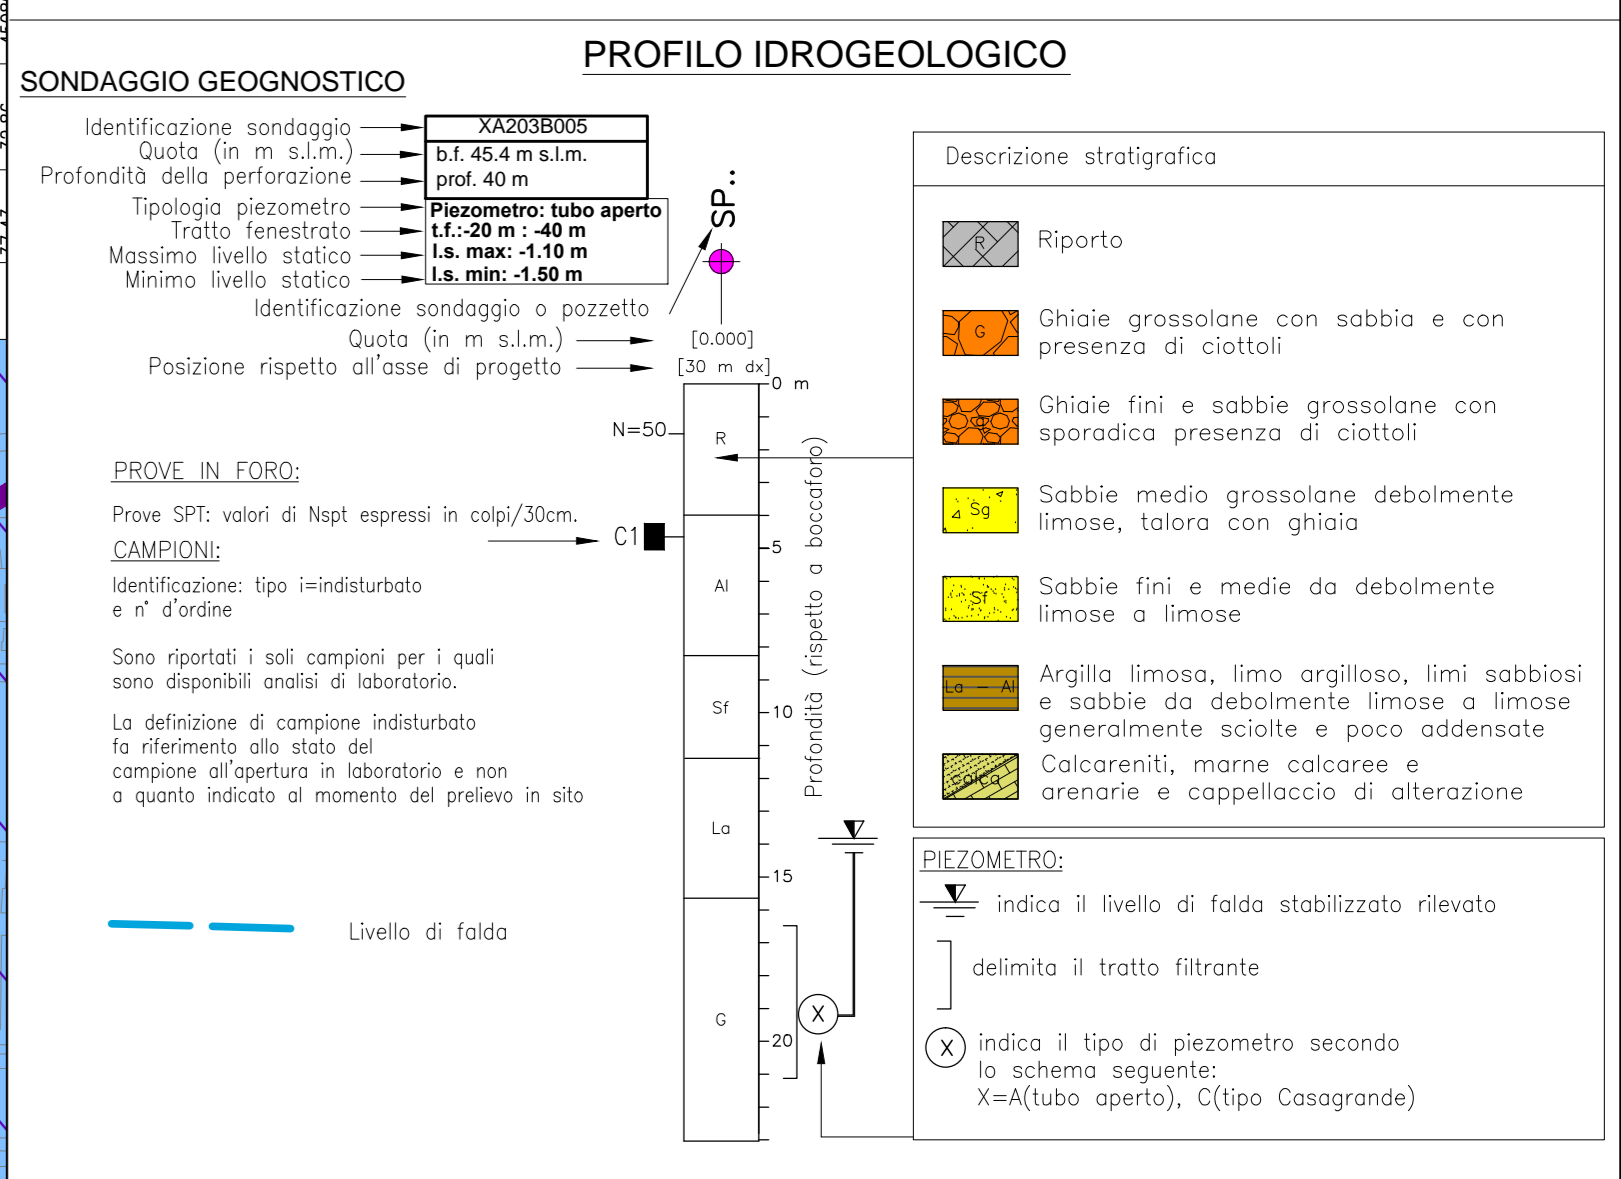 PROFILO IDROGEOLOGICO
SONDAGGIO GEOGNOSTICO
Identificazione sondaggio
XA203B005
Quota (in m s.l.m.)
b.f. 45.4 m s.l.m.
Profondità della perforazione
prof. 40 m
Tipologia piezometro
Piezometro: tubo aperto
Tratto fenestrato
t.f.:-20 m : -40 m
Massimo livello statico
l.s. max: -1.10 m
Minimo livello statico
l.s. min: -1.50 m
SP..
Identificazione sondaggio o pozzetto
Quota (in m s.l.m.)
[0.000]
Posizione rispetto all'asse di progetto
[30 m dx]
0 m
N=50
R
PROVE IN FORO:
Prove SPT: valori di Nspt espressi in colpi/30cm.
C1
5
CAMPIONI:
Identificazione: tipo i=indisturbato
e n° d'ordine
Al
Sono riportati i soli campioni per i quali
sono disponibili analisi di laboratorio.
Sf
10
La definizione di campione indisturbato
fa riferimento allo stato del
campione all'apertura in laboratorio e non
a quanto indicato al momento del prelievo in sito
La
15
Livello di falda
G
20
X
Profondità (rispetto a boccaforo)
Descrizione stratigrafica
R
Riporto
G
Ghiaie grossolane con sabbia e con
presenza di ciottoli
Ghiaie fini e sabbie grossolane con
sporadica presenza di ciottoli
Sg
Sabbie medio grossolane debolmente
limose, talora con ghiaia
Sf
Sabbie fini e medie da debolmente
limose a limose
La – Al
Argilla limosa, limo argilloso, limi sabbiosi
e sabbie da debolmente limose a limose
generalmente sciolte e poco addensate
calca
Calcareniti, marne calcaree e
arenarie e cappellaccio di alterazione
PIEZOMETRO:
indica il livello di falda stabilizzato rilevato
delimita il tratto filtrante
X
indica il tipo di piezometro secondo
lo schema seguente:
X=A(tubo aperto), C(tipo Casagrande)